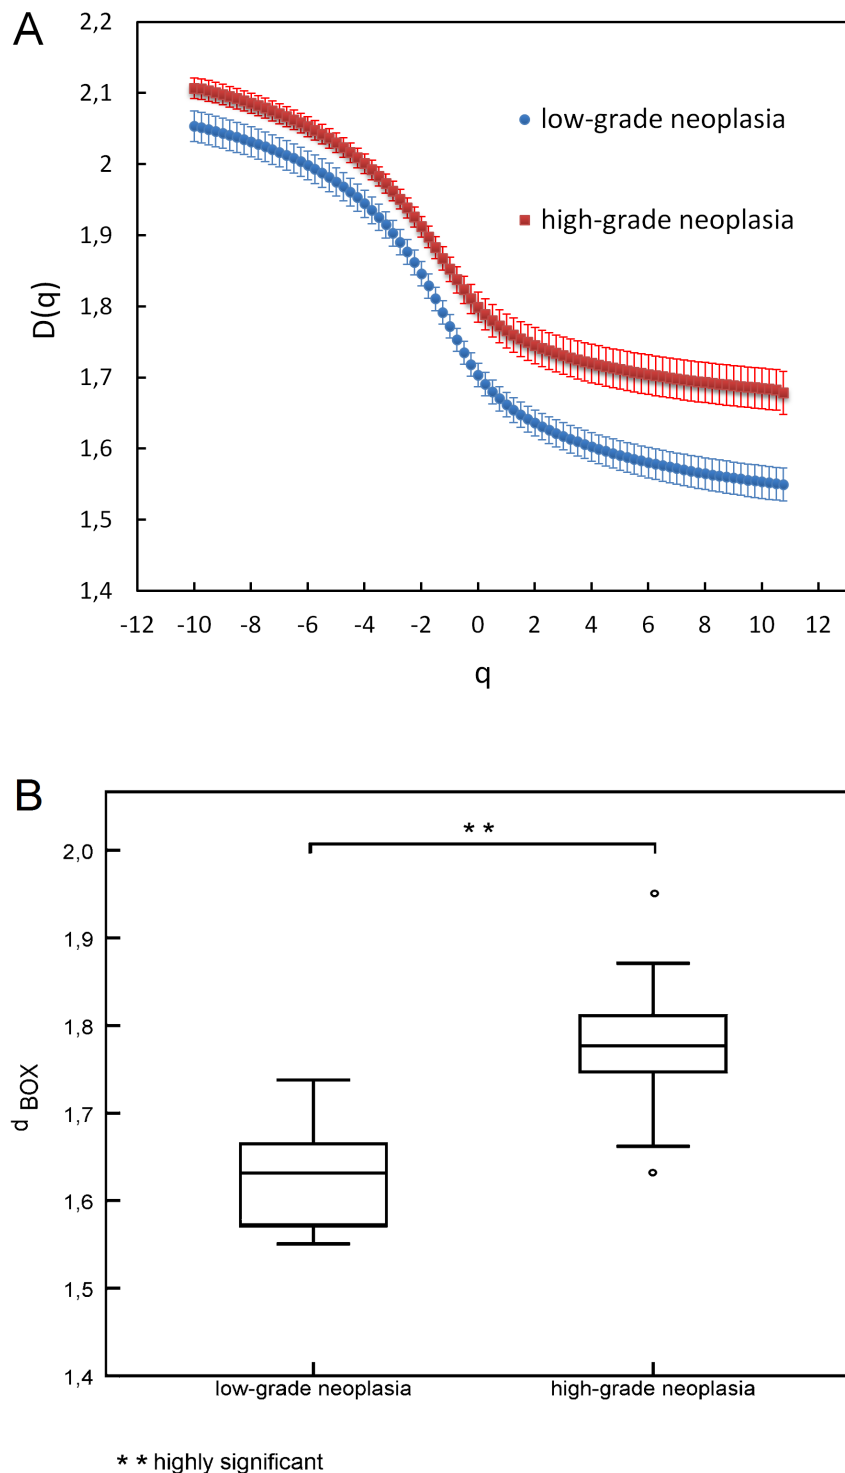 A
2,2
2,1
2
1,9
1,8
1,7
1,6
1,5
1,4
D(q)
low-grade neoplasia
high-grade neoplasia
-12 -10 -8 -6 -4 -2 0 2 4 6 8 10 12
q
B
**
2,0
1,9
1,8
1,7
1,6
1,5
1,4
d BOX
low-grade neoplasia high-grade neoplasia
** highly significant